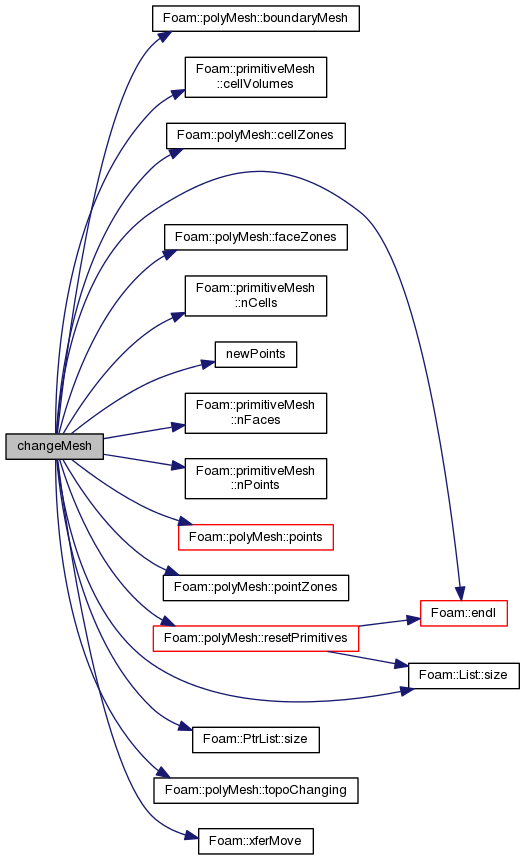 Foam::polyMesh::boundaryMesh
Foam::primitiveMesh
::cellVolumes
Foam::polyMesh::cellZones
Foam::polyMesh::faceZones
Foam::primitiveMesh
::nCells
newPoints
Foam::primitiveMesh
::nFaces
changeMesh
Foam::primitiveMesh
::nPoints
Foam::polyMesh::points
Foam::polyMesh::pointZones
Foam::endl
Foam::polyMesh::resetPrimitives
Foam::List::size
Foam::PtrList::size
Foam::polyMesh::topoChanging
Foam::xferMove